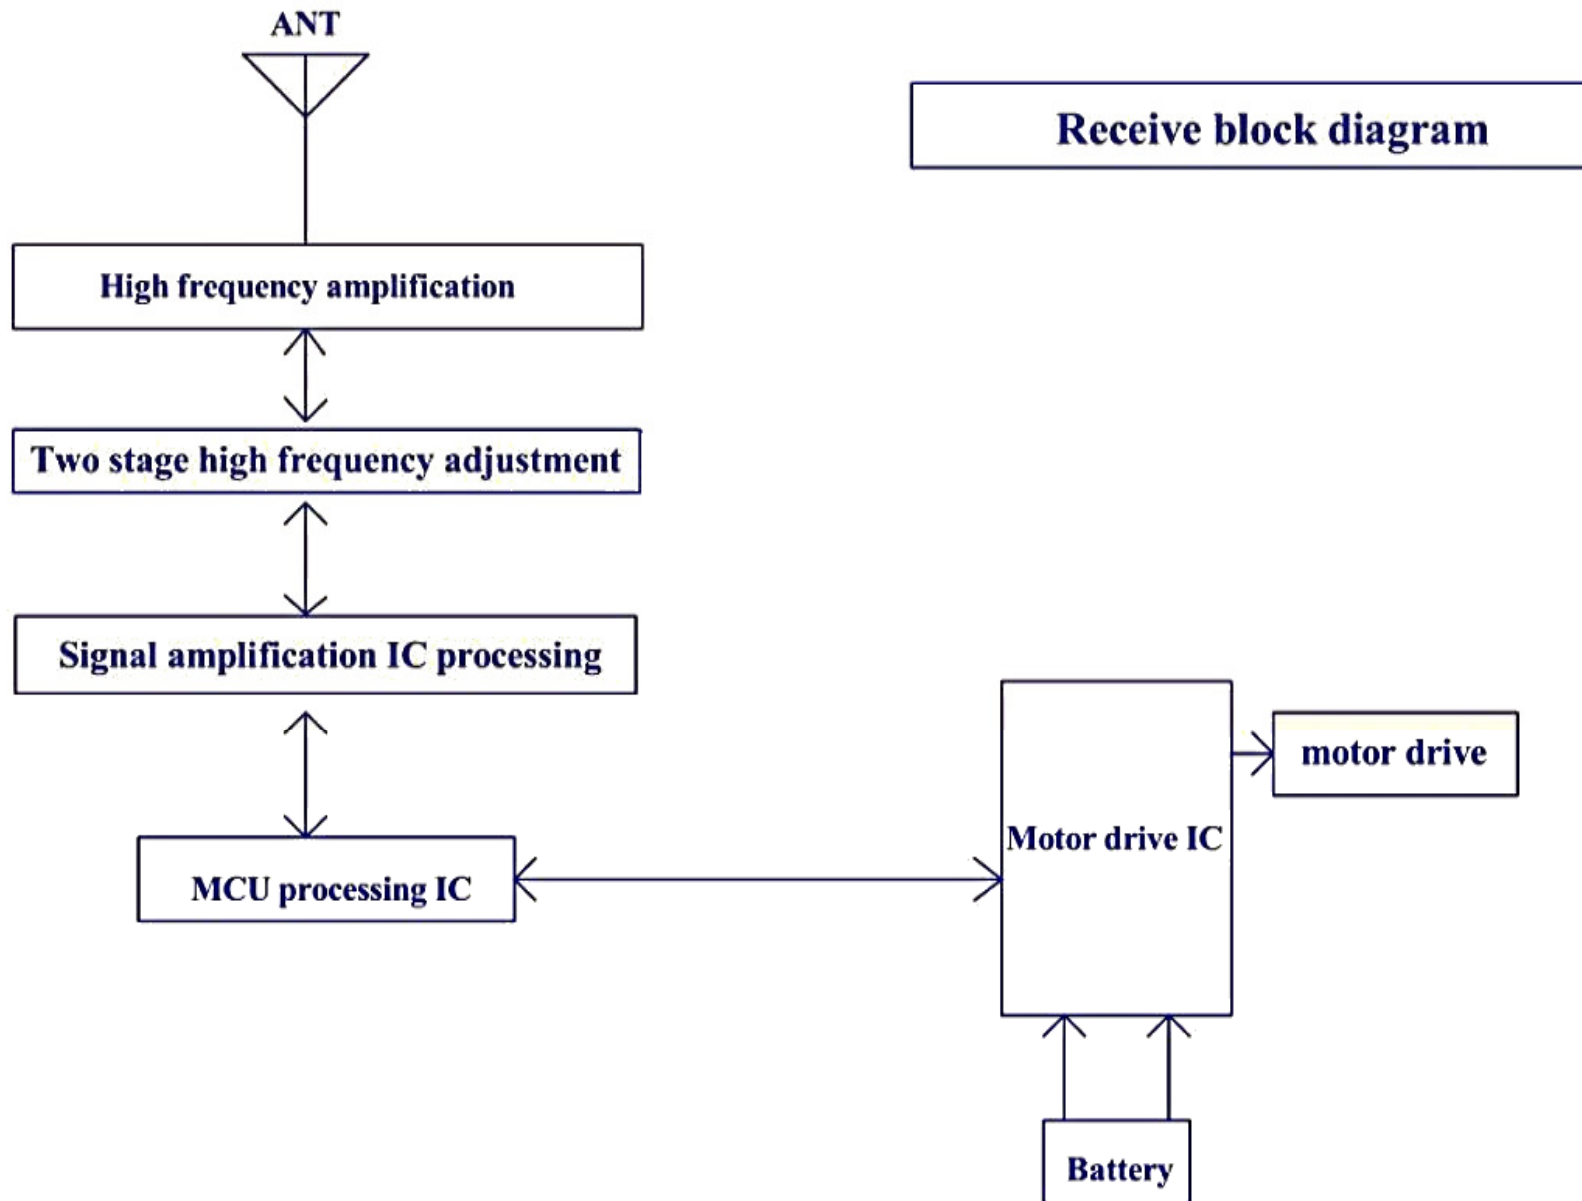 ANT
Receive block diagram
High frequency amplification
Two stage high frequency adjustment
Signal amplification IC processing
motor drive
Motor drive IC
MCU processing IC
Battery